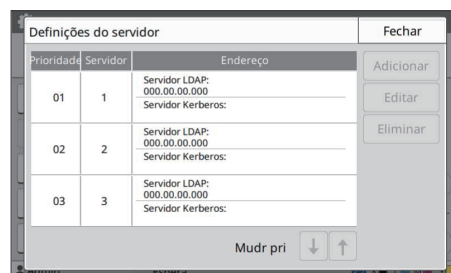 Definições do servidor
Fechar
Prioridade Servidor Endereço
01 1 Servidor LDAP:
000.00.00.000
Servidor Kerberos:
02 2 Servidor LDAP:
000.00.00.000
Servidor Kerberos:
03 3 Servidor LDAP:
000.00.00.000
Servidor Kerberos:
Adicionar
Editar
Eliminar
Mudr pri